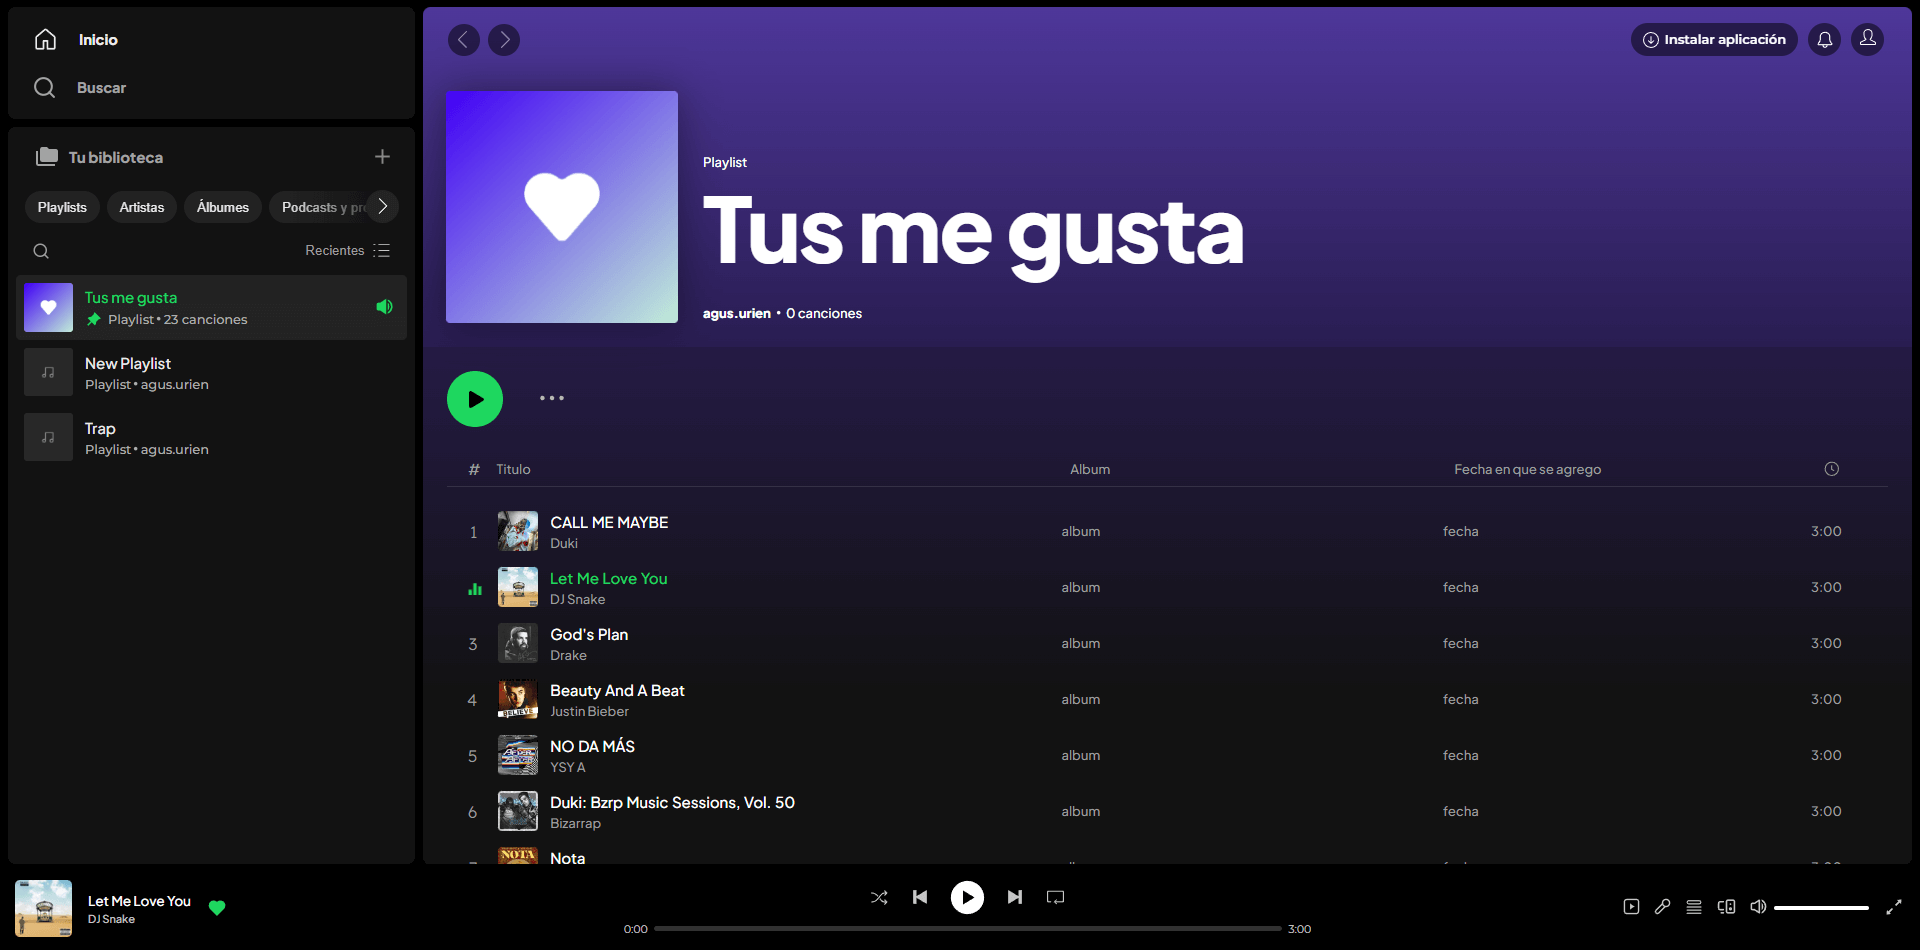 Inicio
Buscar
Tu biblioteca
Playlists Artistas Álbumes Podcasts y
Recientes
Tus me gusta
Playlist • 23 canciones
New Playlist
Playlist • agus.urien
Trap
Playlist • agus.urien
Instalar aplicación
Playlist
Tus me gusta
agus.urien • 0 canciones
# Titulo Album Fecha en que se agrego
1 CALL ME MAYBE album fecha 3:00
Duki
Let Me Love You album fecha 3:00
DJ Snake
3 God's Plan album fecha 3:00
Drake
4 Beauty And A Beat album fecha 3:00
BELIEVE
Justin Bieber
5 NO DA MÁS album fecha 3:00
YSY A
6 Duki: Bzrp Music Sessions, Vol. 50 album fecha 3:00
Bizarrap
NOTA
Nota
Let Me Love You
DJ Snake
0:00 3:00